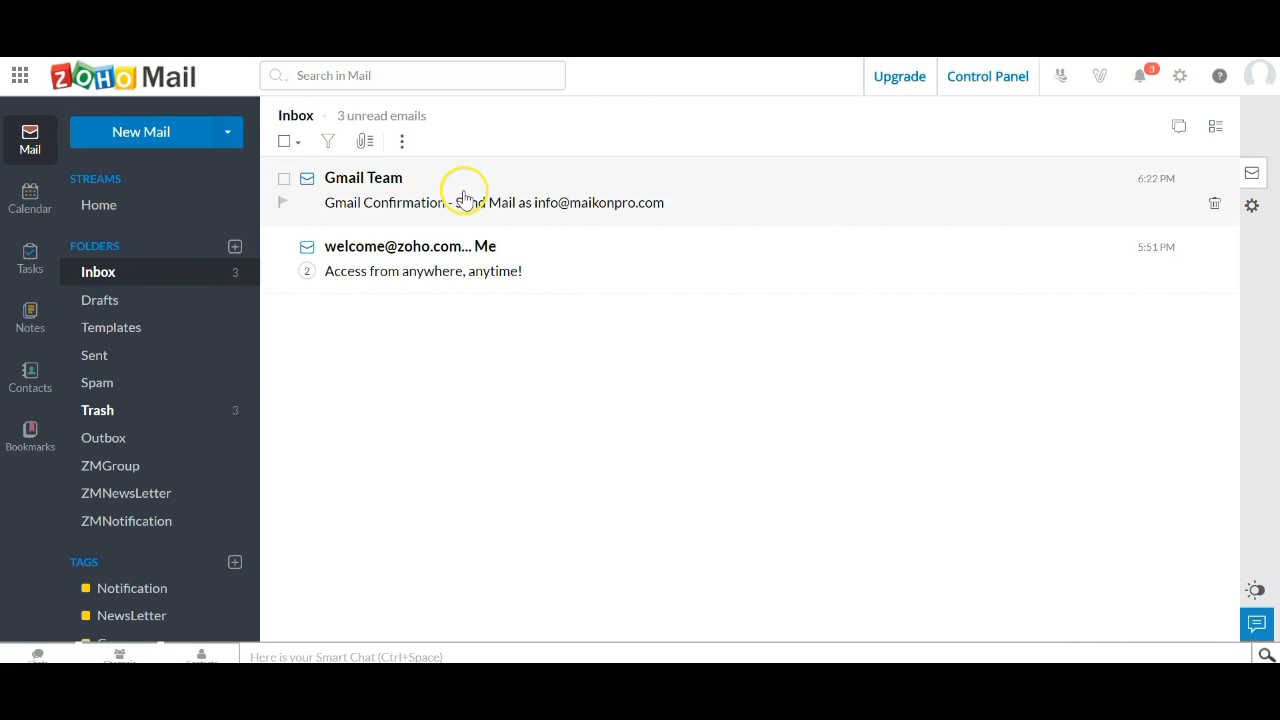 ZOHO Mail
Search in Mail
Upgrade
Control Panel
3
Mail
Calendar
Tasks
Notes
Contacts
Bookmarks
New Mail
STREAMS
Home
FOLDERS
Inbox 3
Drafts
Templates
Sent
Spam
Trash 3
Outbox
ZMGroup
ZMNewsLetter
ZMNotification
TAGS
Notification
NewsLetter
Inbox 3 unread emails
Gmail Team 6:22 PM
Gmail Confirmation - Send Mail as info@maikonpro.com
welcome@zoho.com... Me 5:51 PM
2 Access from anywhere, anytime!
Here is your Smart Chat (Ctrl+Space)